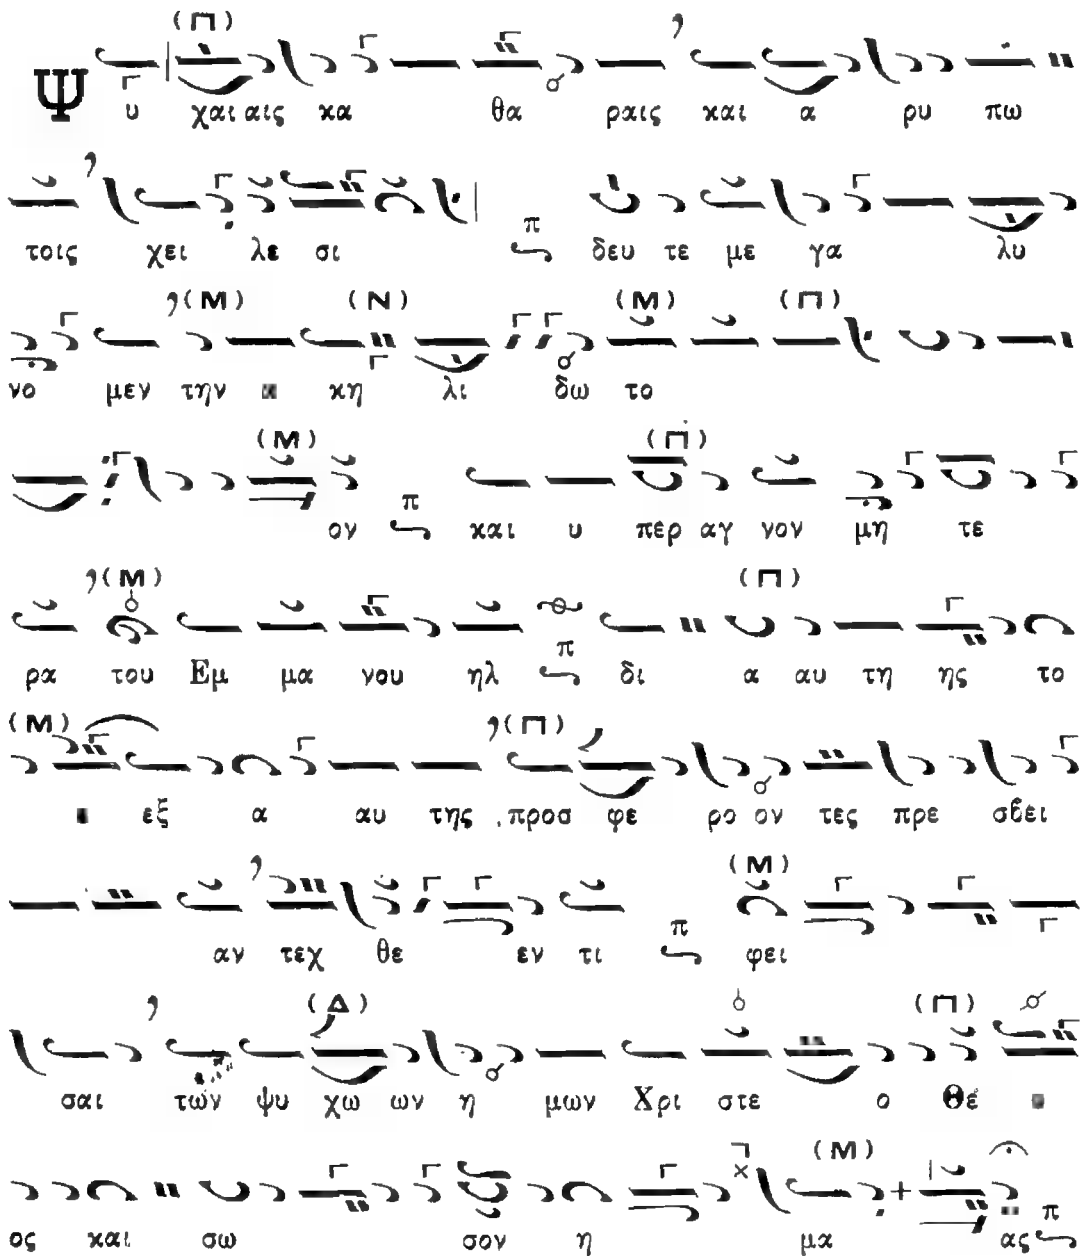 (Π)
Ψ υ χαι αις κα θα ραις και α ρυ πω
τοις χει λε σι π δευ τε με γα λυ
(Μ) (Ν) (Μ) (Π)
νο μεν την α κη λι δω το
(Μ) (Π)
ον π και υ περ αγ νον μη τε
(Μ) (Π)
ρα του Εμ μα νου ηλ π δι α αυ τη ης το
(Μ) (Π)
εξ α αυ της προσ φε ρο ον τες πρε σβει
(Μ)
αν τεχ θε εν τι π φει
(Δ) (Π)
σαι των ψυ χω ων η μων Χρι στε ο Θε
(Μ)
ος και σω σον η μα ας π